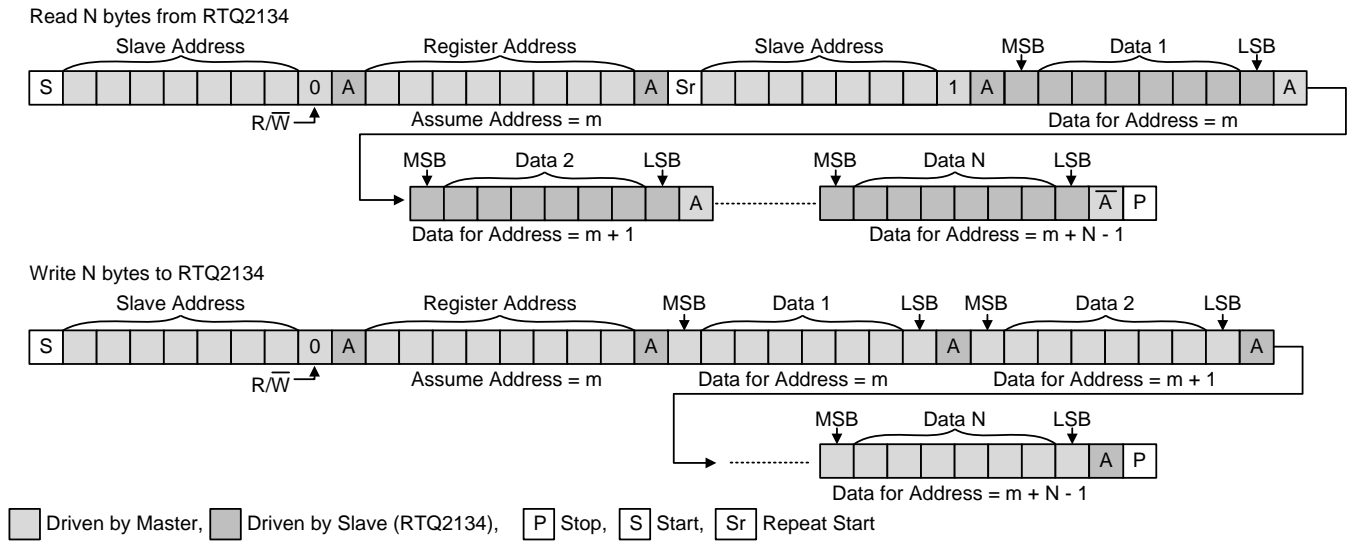 Read N bytes from RTQ2134
Slave Address Register Address Slave Address MSB Data 1 LSB
S 0 A A Sr 1 A A
R/W̅ Assume Address = m Data for Address = m
MSB Data 2 LSB MSB Data N LSB
A A̅ P
Data for Address = m + 1 Data for Address = m + N - 1
Write N bytes to RTQ2134
Slave Address Register Address MSB Data 1 LSB MSB Data 2 LSB
S 0 A A A A
R/W̅ Assume Address = m Data for Address = m Data for Address = m + 1
MSB Data N LSB
A P
Data for Address = m + N - 1
Driven by Master, Driven by Slave (RTQ2134), P Stop, S Start, Sr Repeat Start